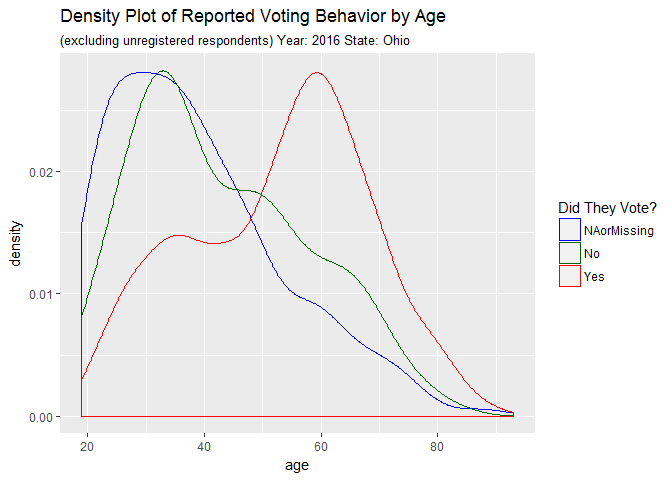 Density Plot of Reported Voting Behavior by Age
(excluding unregistered respondents) Year: 2016 State: Ohio
density
0.02
0.01
0.00
20 40 60 80
age
Did They Vote?
NAorMissing
No
Yes